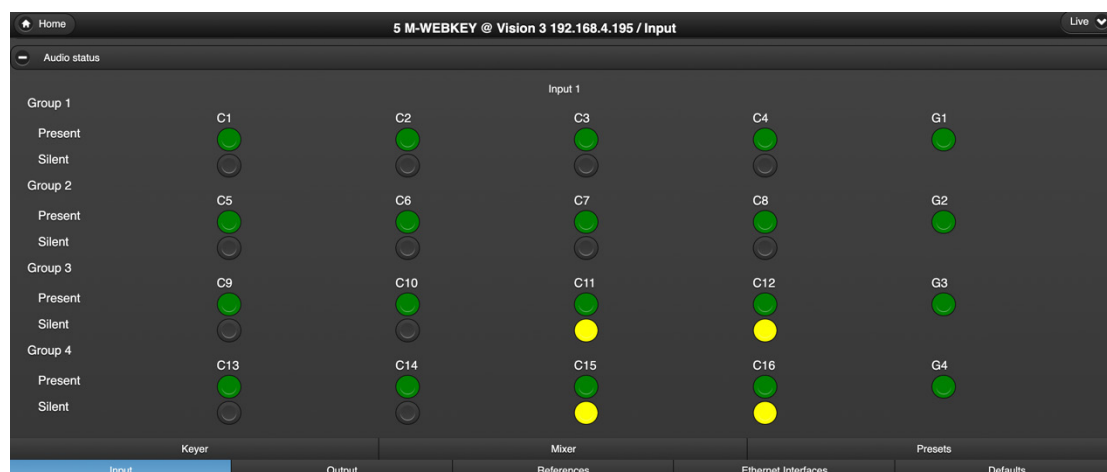 Home
5 M-WEBKEY @ Vision 3 192.168.4.195 / Input
Live
Audio status
Input 1
Group 1
C1 C2 C3 C4 G1
Present
Silent
Group 2
C5 C6 C7 C8 G2
Present
Silent
Group 3
C9 C10 C11 C12 G3
Present
Silent
Group 4
C13 C14 C15 C16 G4
Present
Silent
Keyer Mixer Presets
Input Output References Ethernet Interfaces Defaults